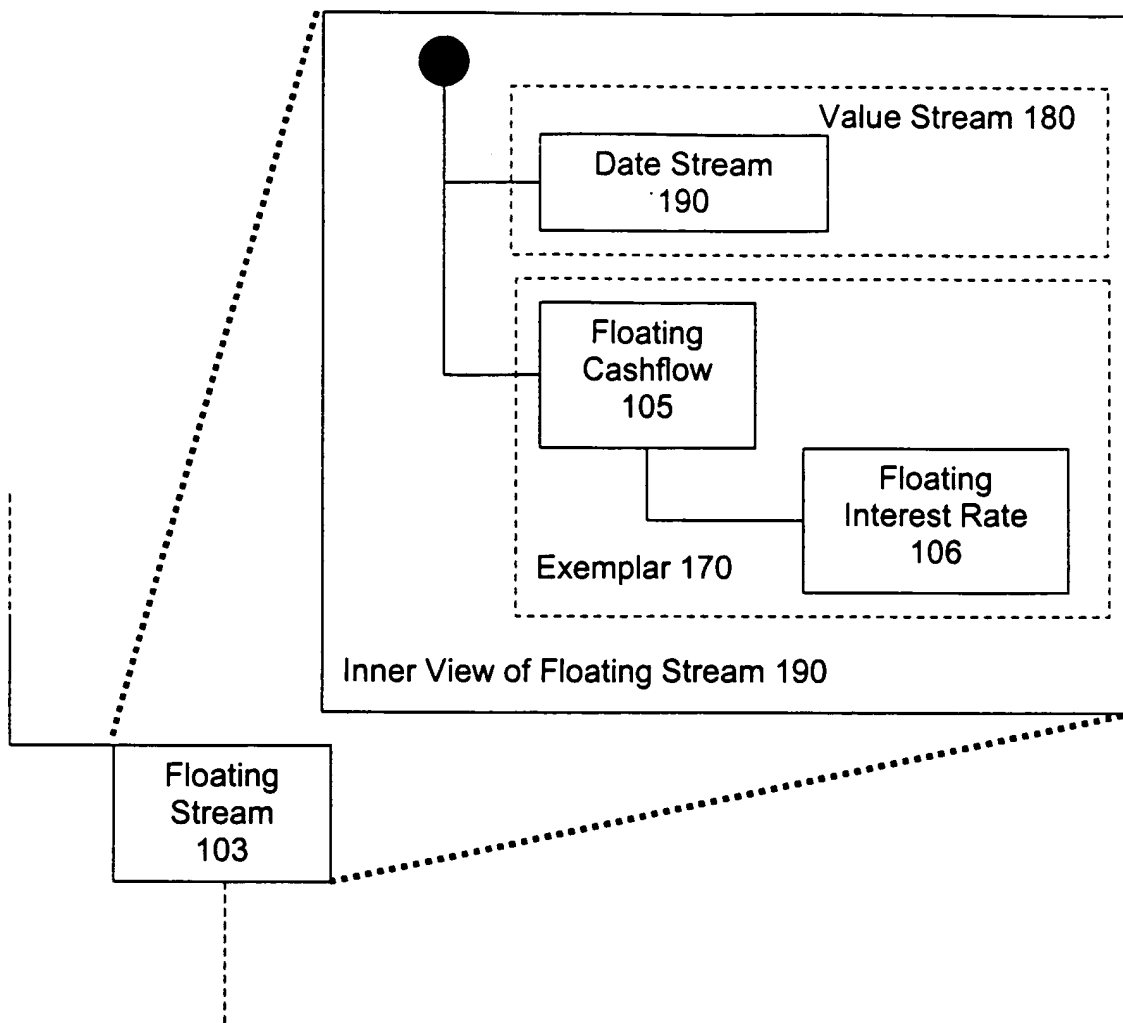 Value Stream 180
Date Stream
190
Floating
Cashflow
105
Floating
Interest Rate
106
Exemplar 170
Inner View of Floating Stream 190
Floating
Stream
103